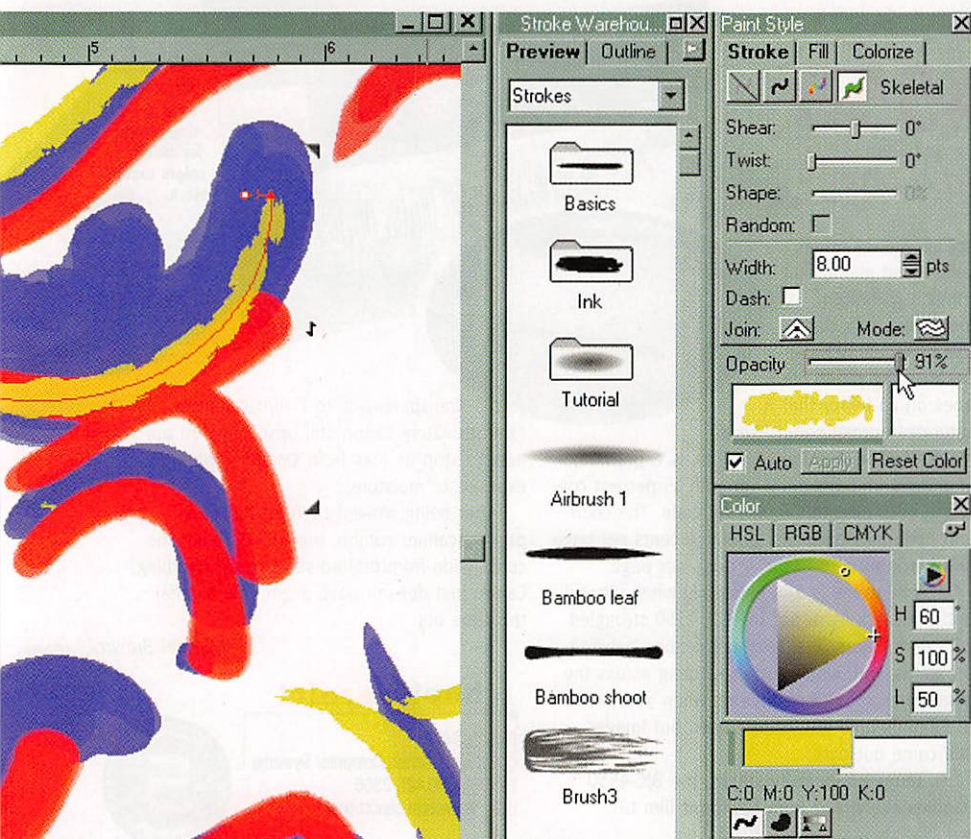 5
6
Stroke Warehou...
Preview Outline
Strokes
Basics
Ink
Tutorial
Airbrush 1
Bamboo leaf
Bamboo shoot
Brush3
Paint Style
Stroke Fill Colorize
Skeletal
Shear: 0°
Twist: 0°
Shape: 0%
Random:
Width: 8.00 pts
Dash:
Join: Mode:
Opacity 91%
Auto Apply Reset Color
Color
HSL RGB CMYK
H 60 °
S 100 %
L 50 %
C:0 M:0 Y:100 K:0